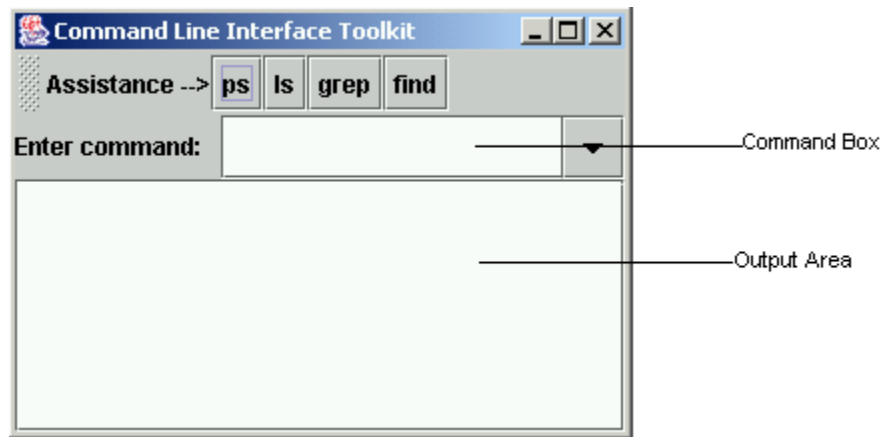 Command Line Interface Toolkit
Assistance --> ps ls grep find
Enter command:
Command Box
Output Area